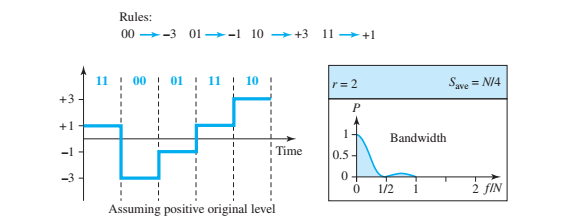 Rules:
00 → −3 01 → −1 10 → +3 11 → +1
11 00 01 11 10
+3
+1
−1
−3
Time
Assuming positive original level
r = 2
Save = N/4
P
1
0.5
0
Bandwidth
0 1/2 1 2 f/N